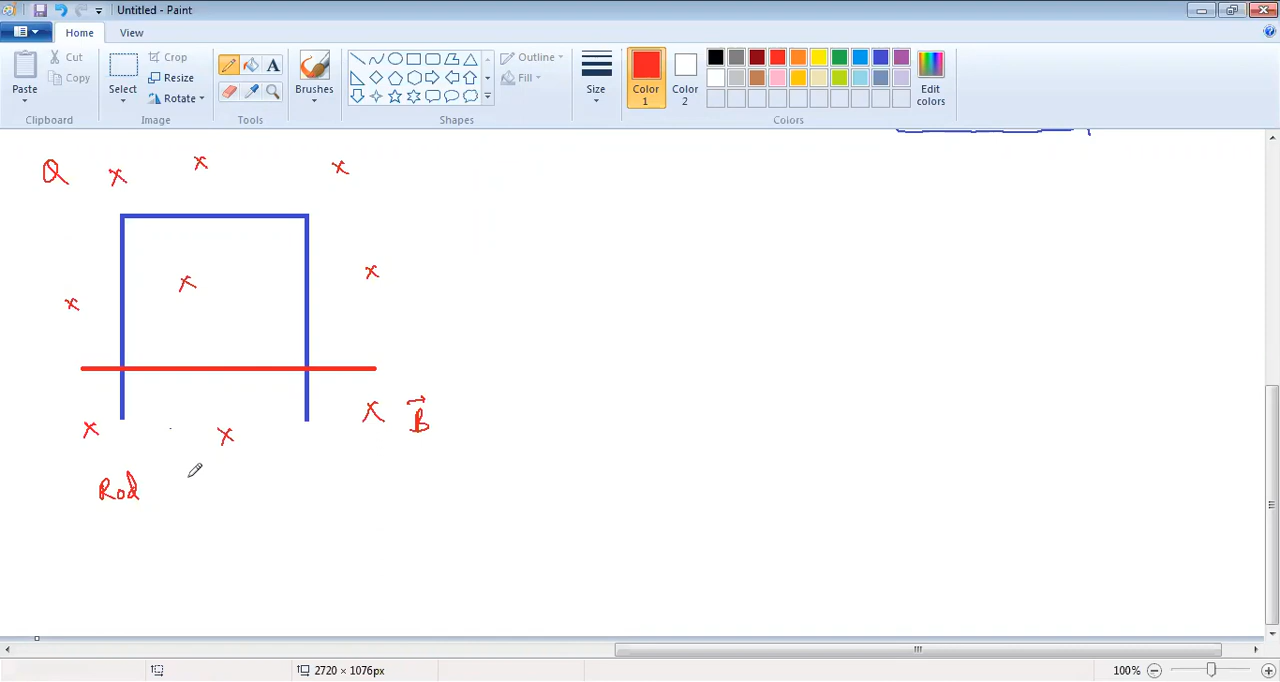 Untitled - Paint
Home
View
Paste
Cut
Copy
Clipboard
Select
Crop
Resize
Rotate
Image
Tools
Brushes
Outline
Fill
Shapes
Size
Color 1
Color 2
Edit colors
Colors
Q x x x
x x
x
x x x B
Rod
2720 × 1076px
100%